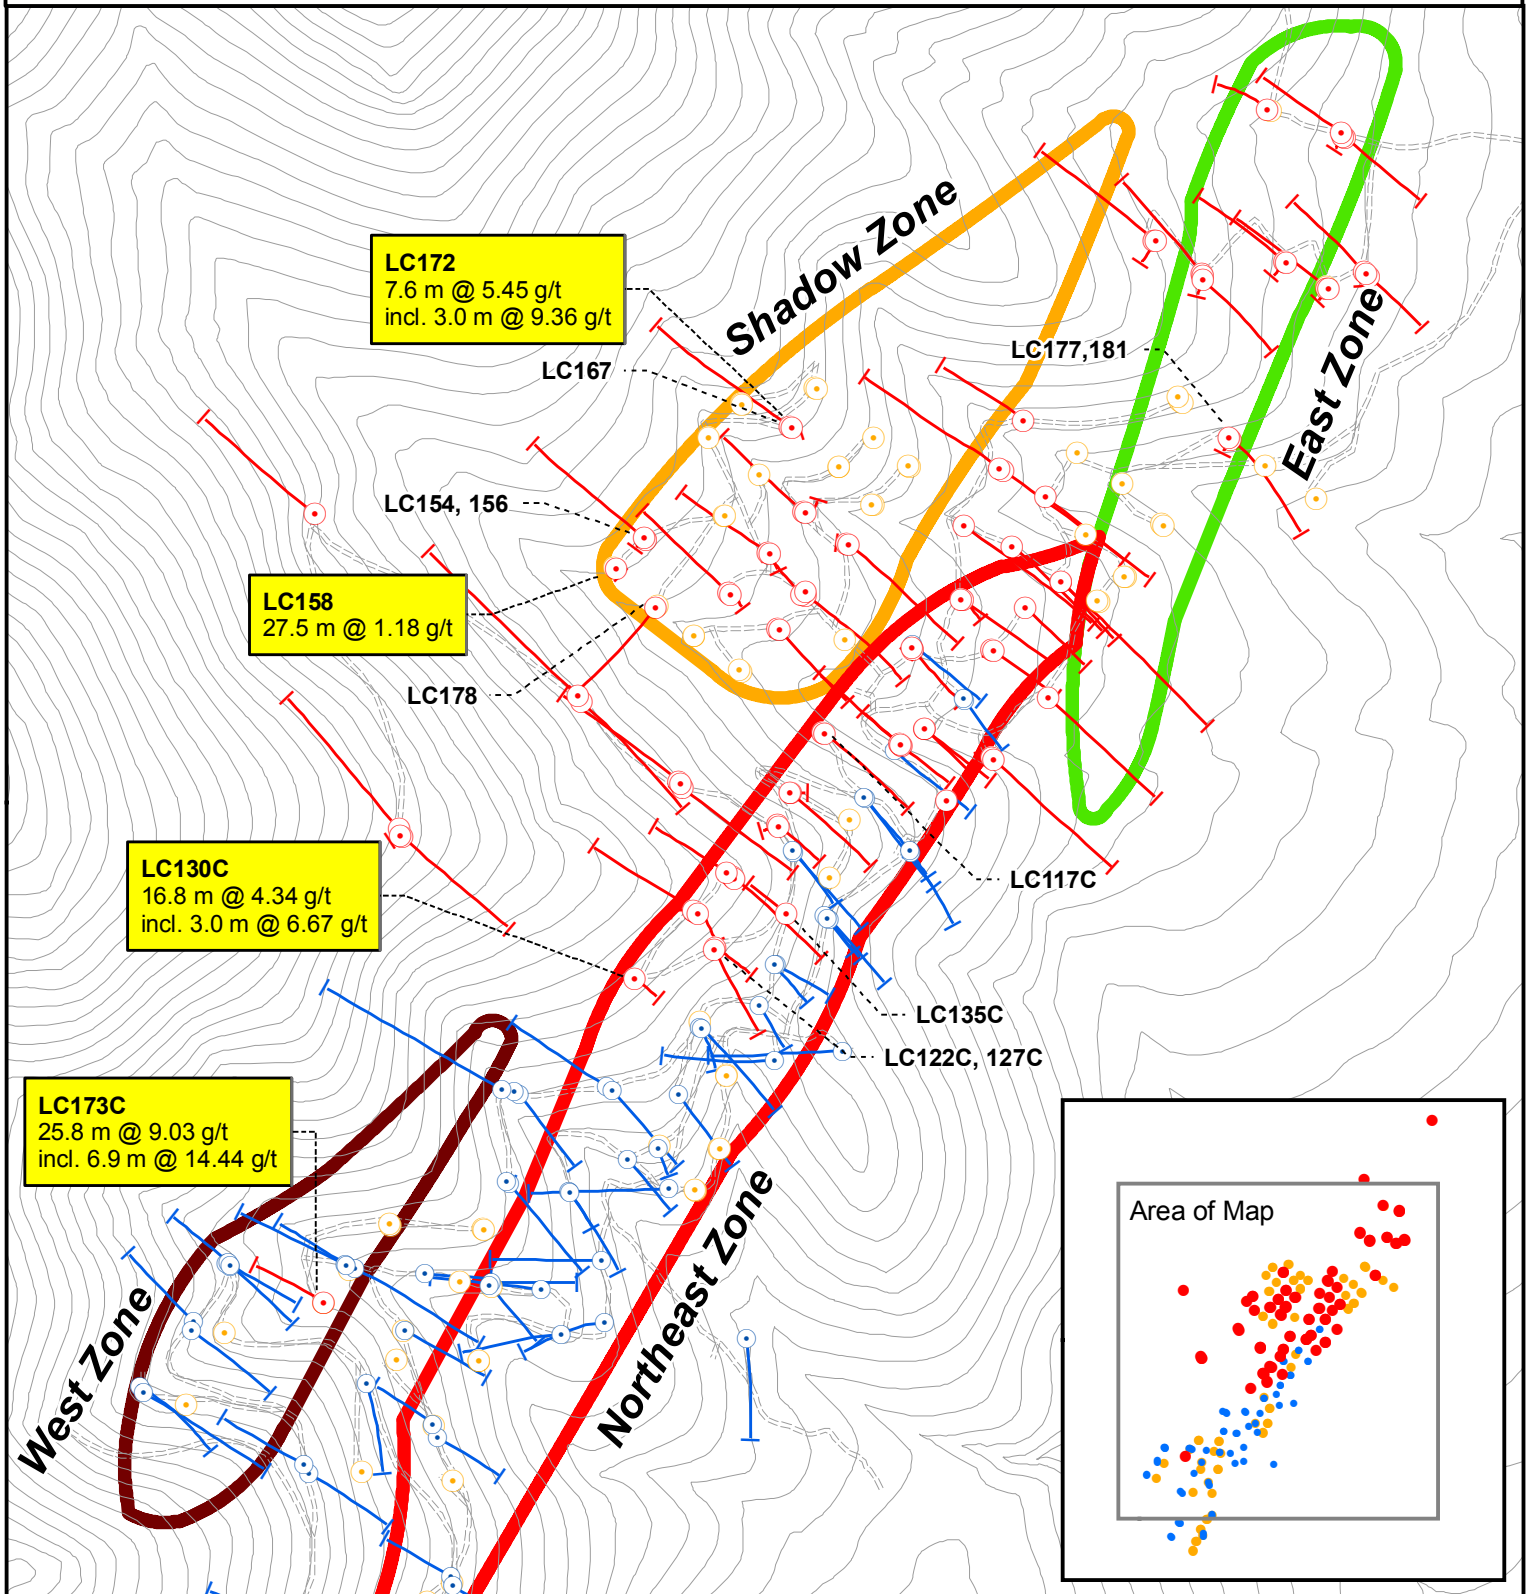 Shadow Zone
LC172
7.6 m @ 5.45 g/t
incl. 3.0 m @ 9.36 g/t
LC167
LC177,181
East Zone
LC154, 156
LC158
27.5 m @ 1.18 g/t
LC178
LC130C
16.8 m @ 4.34 g/t
incl. 3.0 m @ 6.67 g/t
LC117C
LC135C
LC122C, 127C
LC173C
25.8 m @ 9.03 g/t
incl. 6.9 m @ 14.44 g/t
Area of Map
West Zone
Northeast Zone